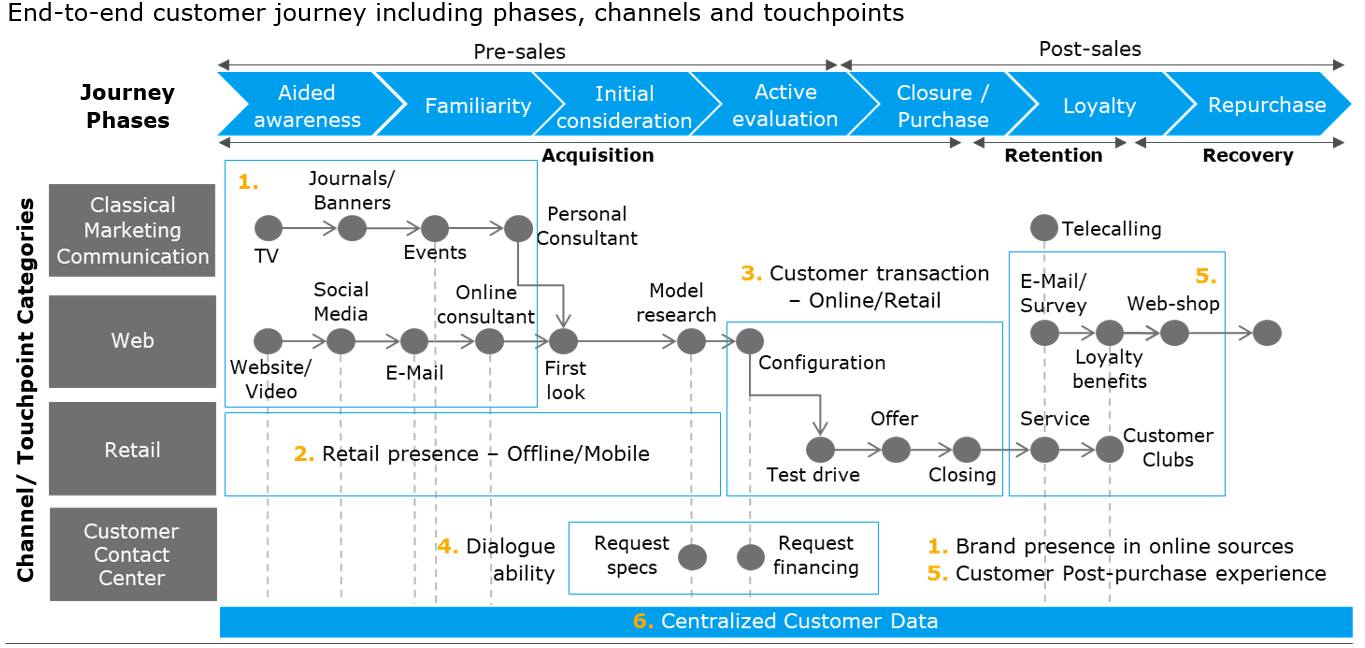 End-to-end customer journey including phases, channels and touchpoints
Pre-sales
Post-sales
Journey
Phases
Aided
awareness
Familiarity
Initial
consideration
Active
evaluation
Closure /
Purchase
Loyalty
Repurchase
Acquisition
Retention
Recovery
Channel/ Touchpoint Categories
Classical
Marketing
Communication
1.
Journals/
Banners
TV
Events
Personal
Consultant
Telecalling
3. Customer transaction
– Online/Retail
5.
Web
Social
Media
Online
consultant
Model
research
E-Mail/
Survey
Web-shop
Website/
Video
E-Mail
First
look
Configuration
Loyalty
benefits
Retail
2. Retail presence – Offline/Mobile
Offer
Service
Test drive
Closing
Customer
Clubs
Customer
Contact
Center
4. Dialogue
ability
Request
specs
Request
financing
1. Brand presence in online sources
5. Customer Post-purchase experience
6. Centralized Customer Data